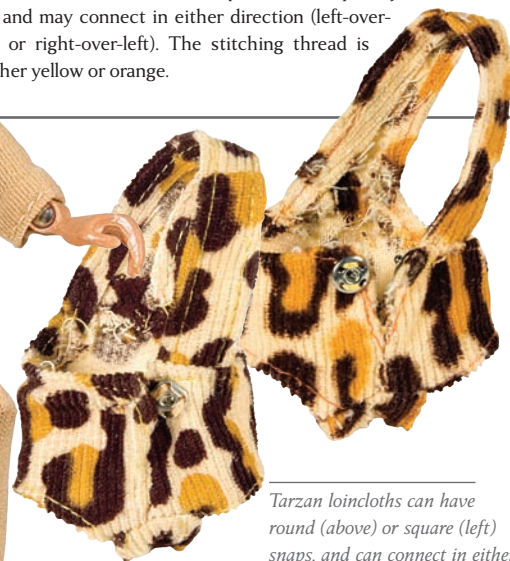 and may connect in either direction (left-over-
or right-over-left). The stitching thread is
her yellow or orange.
Tarzan loincloths can have
round (above) or square (left)
snaps, and can connect in either